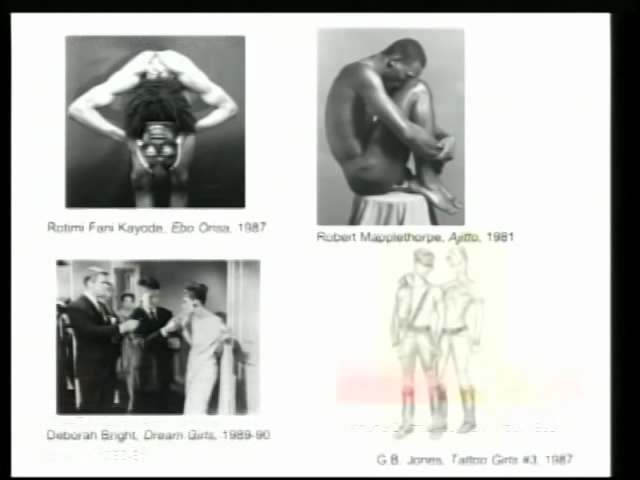 Rotimi Fani Kayode, Ebo Orisa, 1987
Robert Mapplethorpe, Ajitto, 1981
Deborah Bright, Dream Girls, 1989-90
G.B. Jones, Tattoo Girls #3, 1987